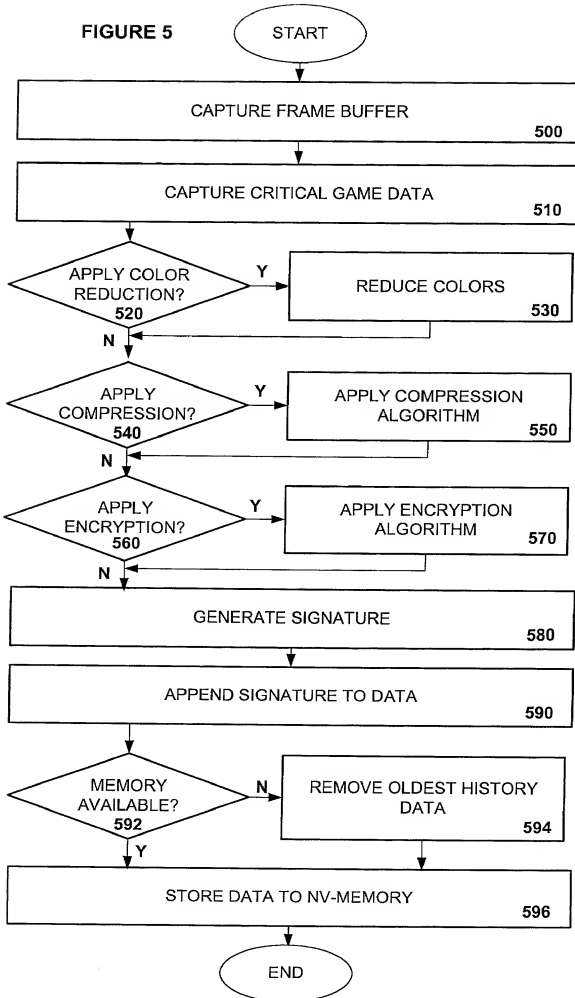 FIGURE 5
START
CAPTURE FRAME BUFFER
500
CAPTURE CRITICAL GAME DATA
510
APPLY COLOR
REDUCTION?
520
Y
N
REDUCE COLORS
530
APPLY
COMPRESSION?
540
Y
N
APPLY COMPRESSION
ALGORITHM
550
APPLY
ENCRYPTION?
560
Y
N
APPLY ENCRYPTION
ALGORITHM
570
GENERATE SIGNATURE
580
APPEND SIGNATURE TO DATA
590
MEMORY
AVAILABLE?
592
N
Y
REMOVE OLDEST HISTORY
DATA
594
STORE DATA TO NV-MEMORY
596
END